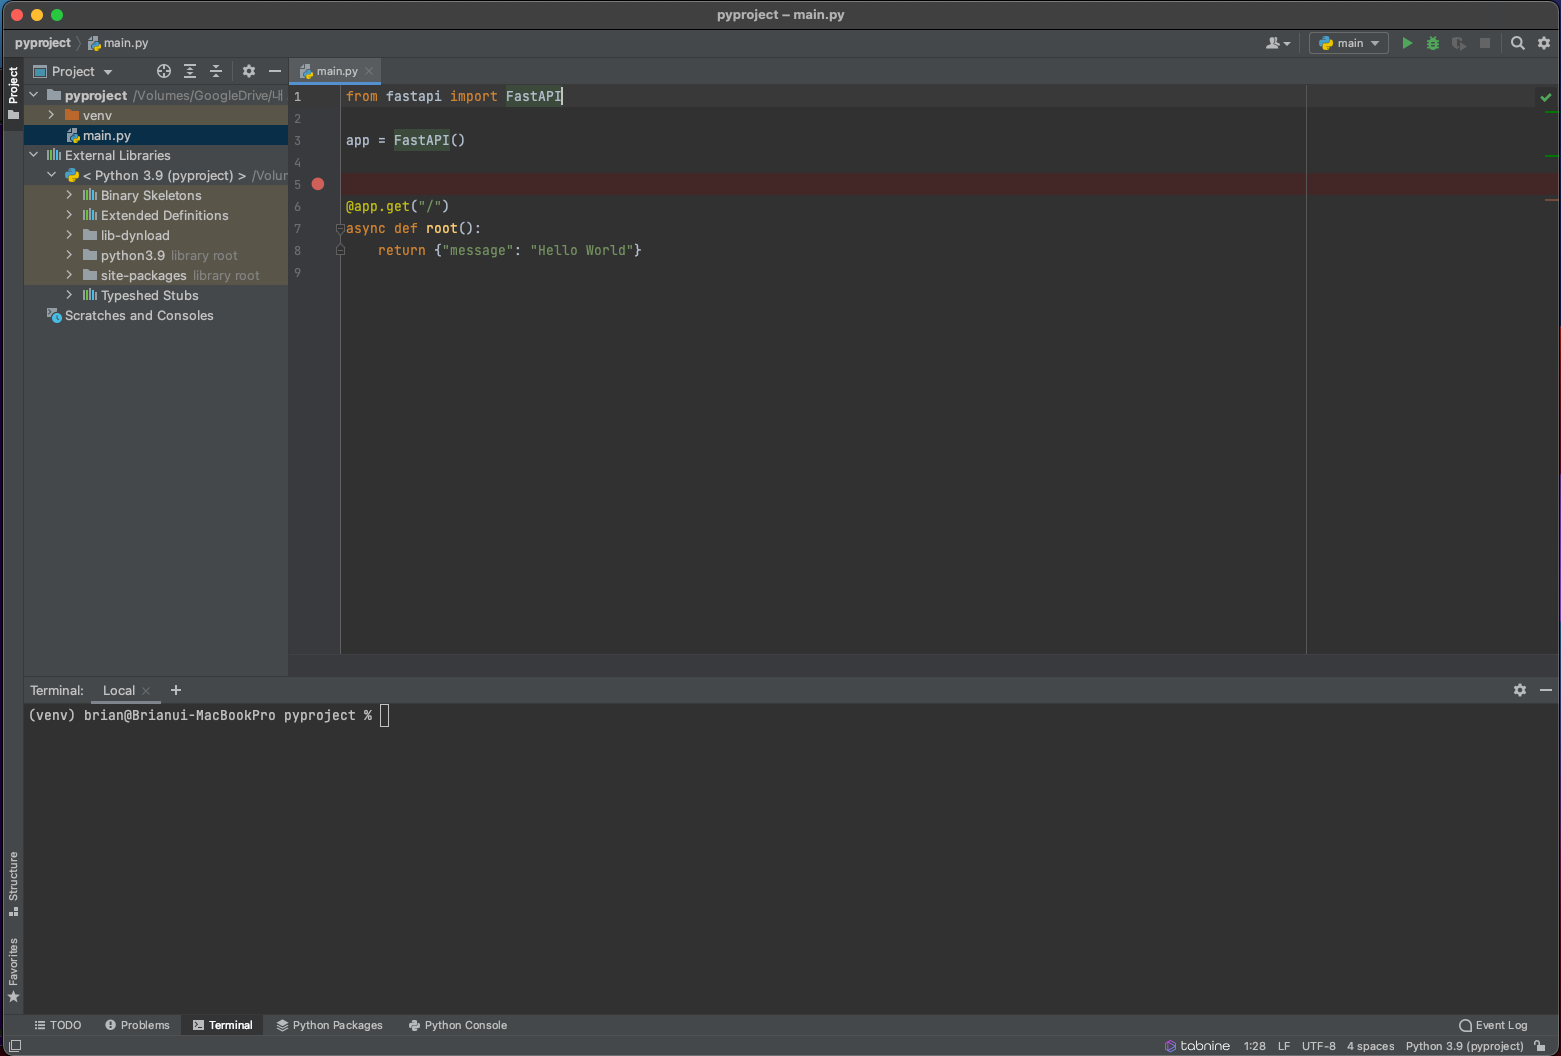 pyproject – main.py
pyproject main.py
main
Project
Project
main.py
pyproject /Volumes/GoogleDrive/내
venv
main.py
External Libraries
< Python 3.9 (pyproject) > /Volur
Binary Skeletons
Extended Definitions
lib-dynload
python3.9 library root
site-packages library root
Typeshed Stubs
Scratches and Consoles
1 from fastapi import FastAPI
2
3 app = FastAPI()
4
5
6 @app.get("/")
7 async def root():
8 return {"message": "Hello World"}
9
Terminal: Local
(venv) brian@Brianui-MacBookPro pyproject %
Structure
Favorites
TODO Problems Terminal Python Packages Python Console Event Log
tabnine 1:28 LF UTF-8 4 spaces Python 3.9 (pyproject)